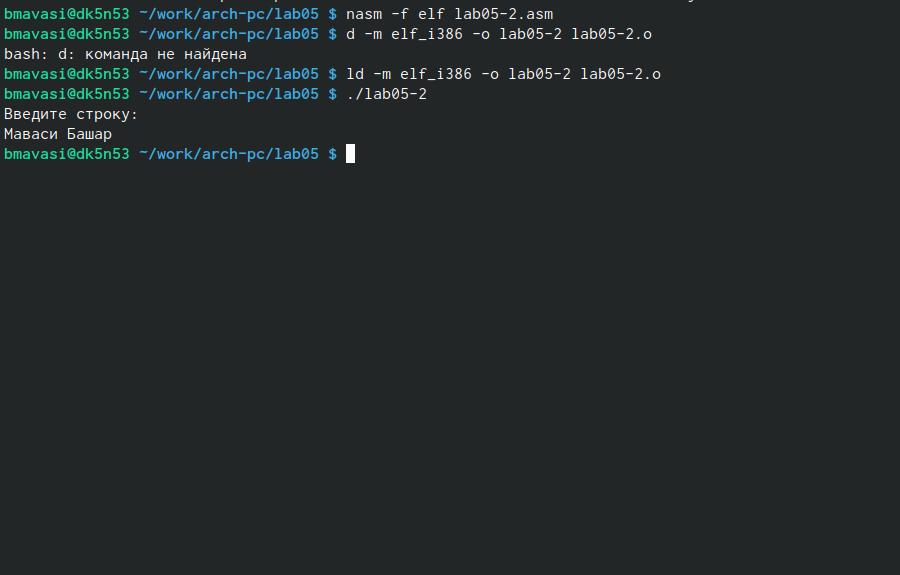 bmavasi@dk5n53 ~/work/arch-pc/lab05 $ nasm -f elf lab05-2.asm
bmavasi@dk5n53 ~/work/arch-pc/lab05 $ d -m elf_i386 -o lab05-2 lab05-2.o
bash: d: команда не найдена
bmavasi@dk5n53 ~/work/arch-pc/lab05 $ ld -m elf_i386 -o lab05-2 lab05-2.o
bmavasi@dk5n53 ~/work/arch-pc/lab05 $ ./lab05-2
Введите строку:
Маваси Башар
bmavasi@dk5n53 ~/work/arch-pc/lab05 $